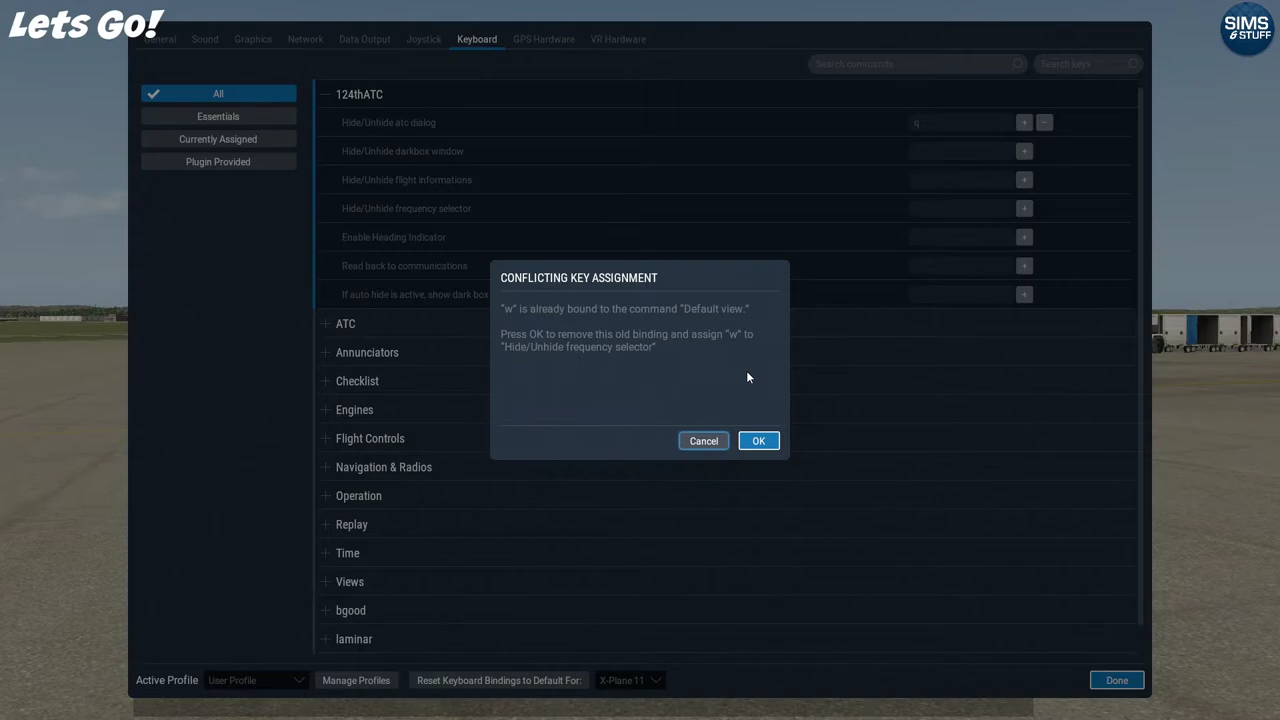 Lets Go!
SIMS
& STUFF
General Sound Graphics Network Data Output Joystick Keyboard GPS Hardware VR Hardware
Search commands Search keys
All
Essentials
Currently Assigned
Plugin Provided
124thATC
Hide/Unhide atc dialog q + -
Hide/Unhide darkbox window +
Hide/Unhide flight informations +
Hide/Unhide frequency selector +
Enable Heading Indicator +
Read back to communications +
If auto hide is active, show dark box +
CONFLICTING KEY ASSIGNMENT
"w" is already bound to the command "Default view."
Press OK to remove this old binding and assign "w" to
"Hide/Unhide frequency selector"
Cancel OK
ATC
Annunciators
Checklist
Engines
Flight Controls
Navigation & Radios
Operation
Replay
Time
Views
bgood
laminar
Active Profile User Profile Manage Profiles Reset Keyboard Bindings to Default For: X-Plane 11 Done